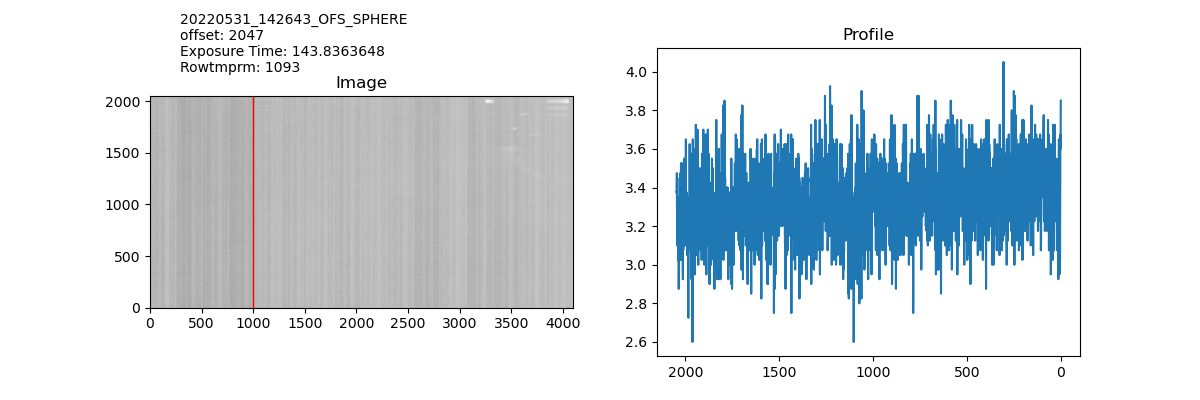 20220531_142643_OFS_SPHERE
offset: 2047
Exposure Time: 143.8363648
Rowtmprm: 1093
Image
2000
1500
1000
500
0
0 500 1000 1500 2000 2500 3000 3500 4000
Profile
4.0
3.8
3.6
3.4
3.2
3.0
2.8
2.6
2000 1500 1000 500 0